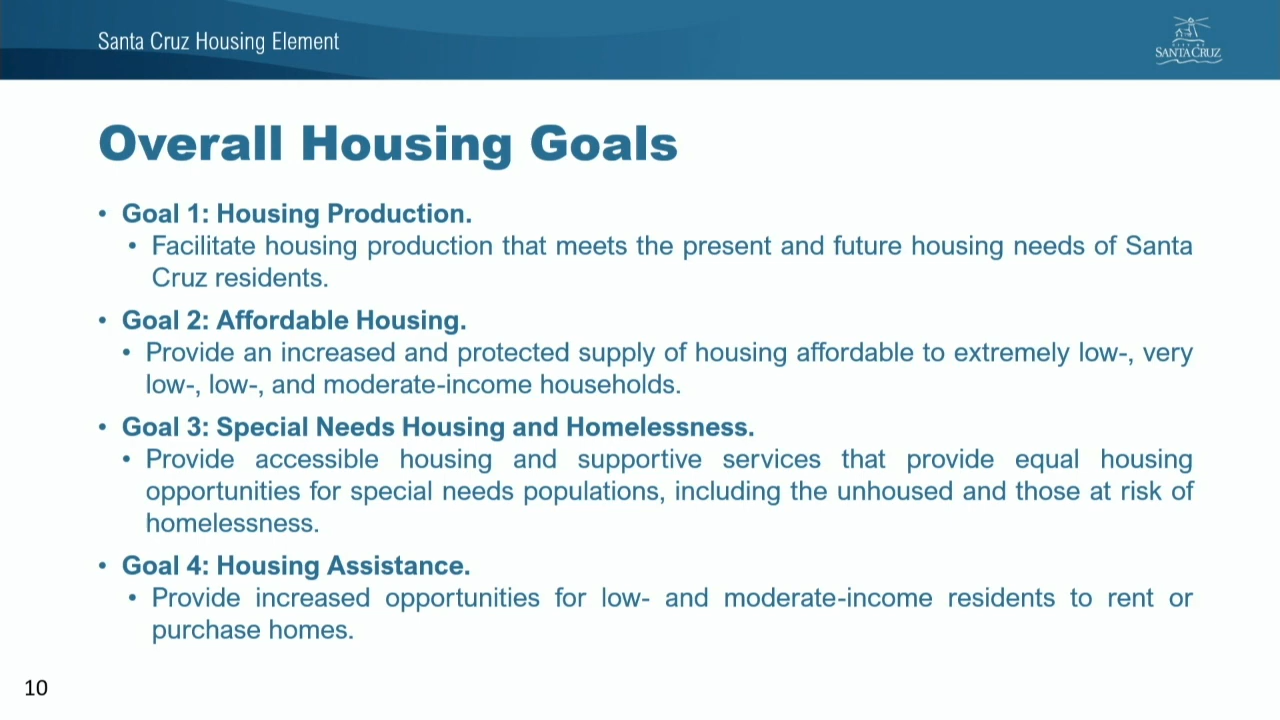 Santa Cruz Housing Element
CITY OF
SANTA CRUZ
Overall Housing Goals
• Goal 1: Housing Production.
• Facilitate housing production that meets the present and future housing needs of Santa
Cruz residents.
• Goal 2: Affordable Housing.
• Provide an increased and protected supply of housing affordable to extremely low-, very
low-, low-, and moderate-income households.
• Goal 3: Special Needs Housing and Homelessness.
• Provide accessible housing and supportive services that provide equal housing
opportunities for special needs populations, including the unhoused and those at risk of
homelessness.
• Goal 4: Housing Assistance.
• Provide increased opportunities for low- and moderate-income residents to rent or
purchase homes.
10